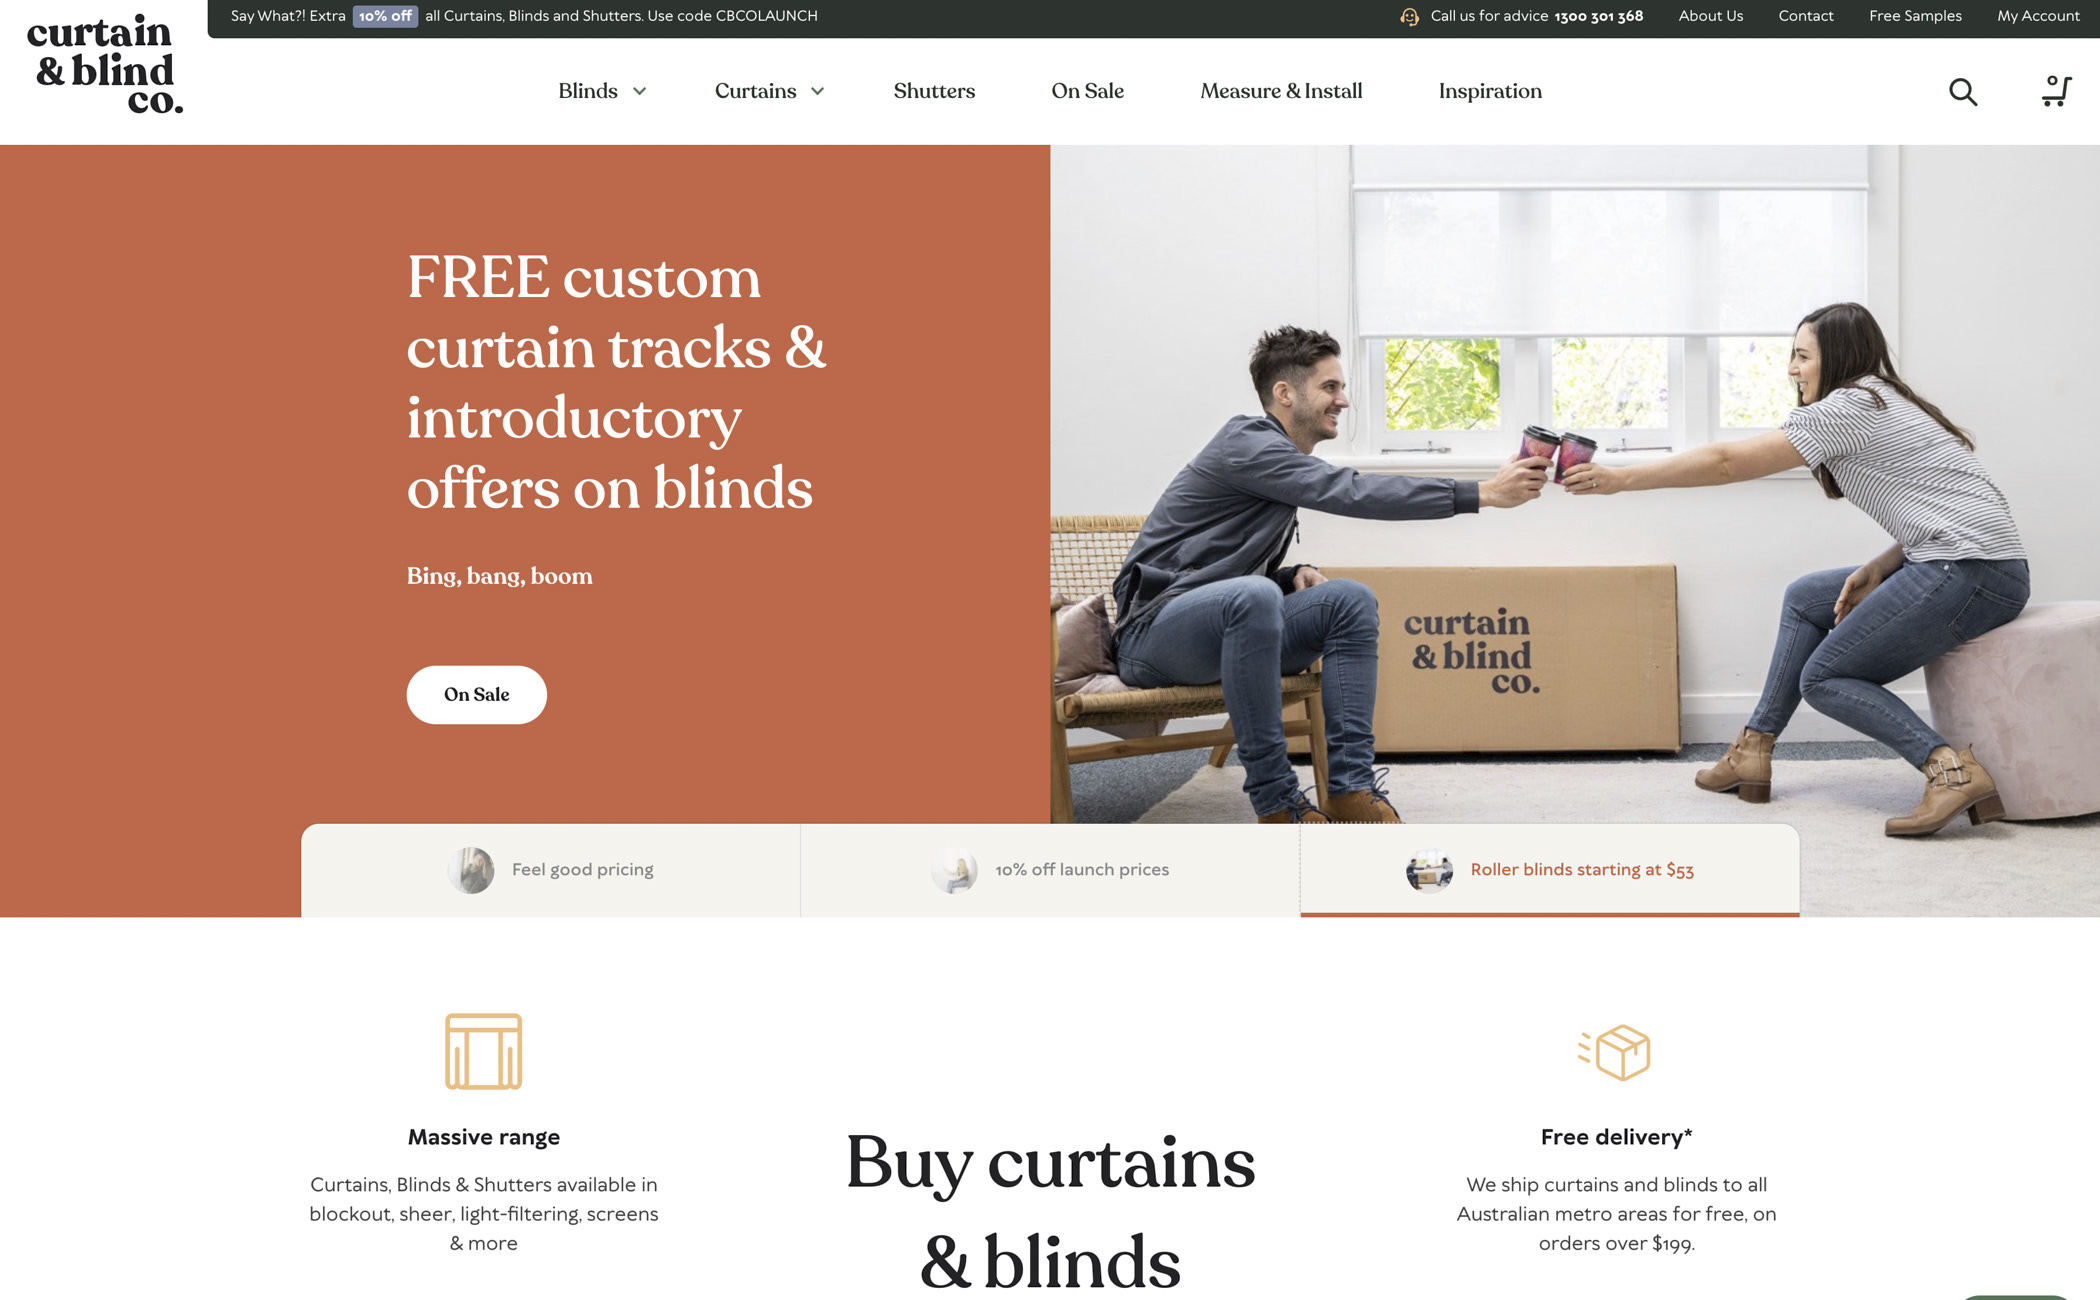 curtain
& blind
co.
Say What?! Extra 10% off all Curtains, Blinds and Shutters. Use code CBCOLAUNCH
Call us for advice 1300 301 368
About Us
Contact
Free Samples
My Account
Blinds
Curtains
Shutters
On Sale
Measure & Install
Inspiration
0
FREE custom
curtain tracks &
introductory
offers on blinds
Bing, bang, boom
On Sale
curtain
& blind
co.
Feel good pricing
10% off launch prices
Roller blinds starting at $53
Massive range
Curtains, Blinds & Shutters available in
blockout, sheer, light-filtering, screens
& more
Buy curtains
& blinds
Free delivery*
We ship curtains and blinds to all
Australian metro areas for free, on
orders over $199.